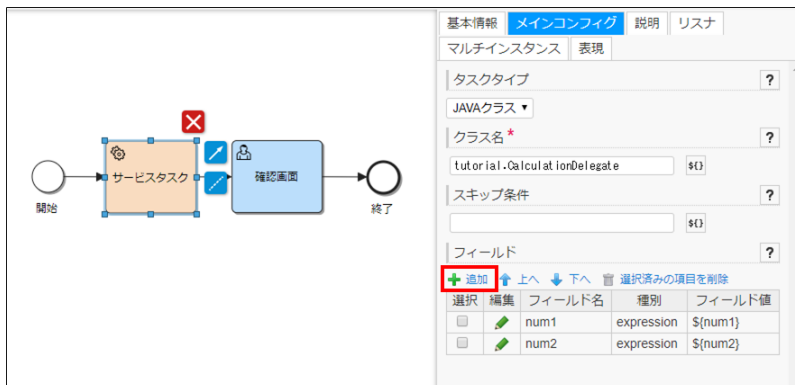 サービスタスク
確認画面
開始
終了
基本情報 メインコンフィグ 説明 リスナ
マルチインスタンス 表現
タスクタイプ ?
JAVAクラス ▼
クラス名* ?
tutorial.CalculationDelegate ${}
スキップ条件 ?
${}
フィールド ?
追加 上へ 下へ 選択済みの項目を削除
選択 編集 フィールド名 種別 フィールド値
num1 expression ${num1}
num2 expression ${num2}